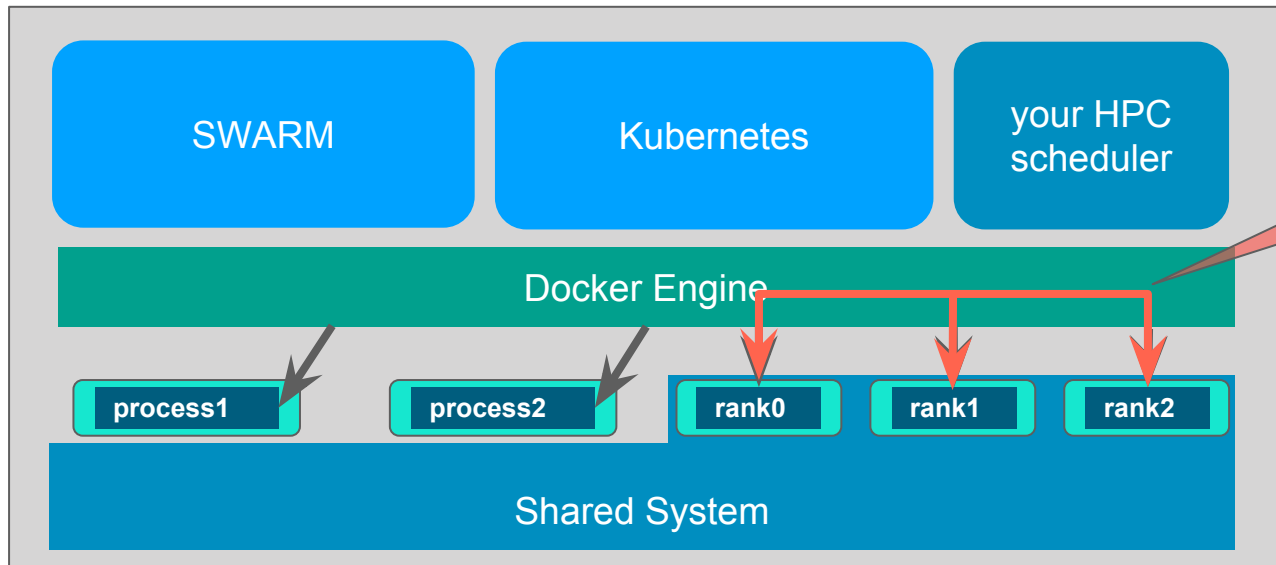 SWARM
Kubernetes
your HPC
scheduler
Docker Engine
process1
process2
rank0
rank1
rank2
Shared System